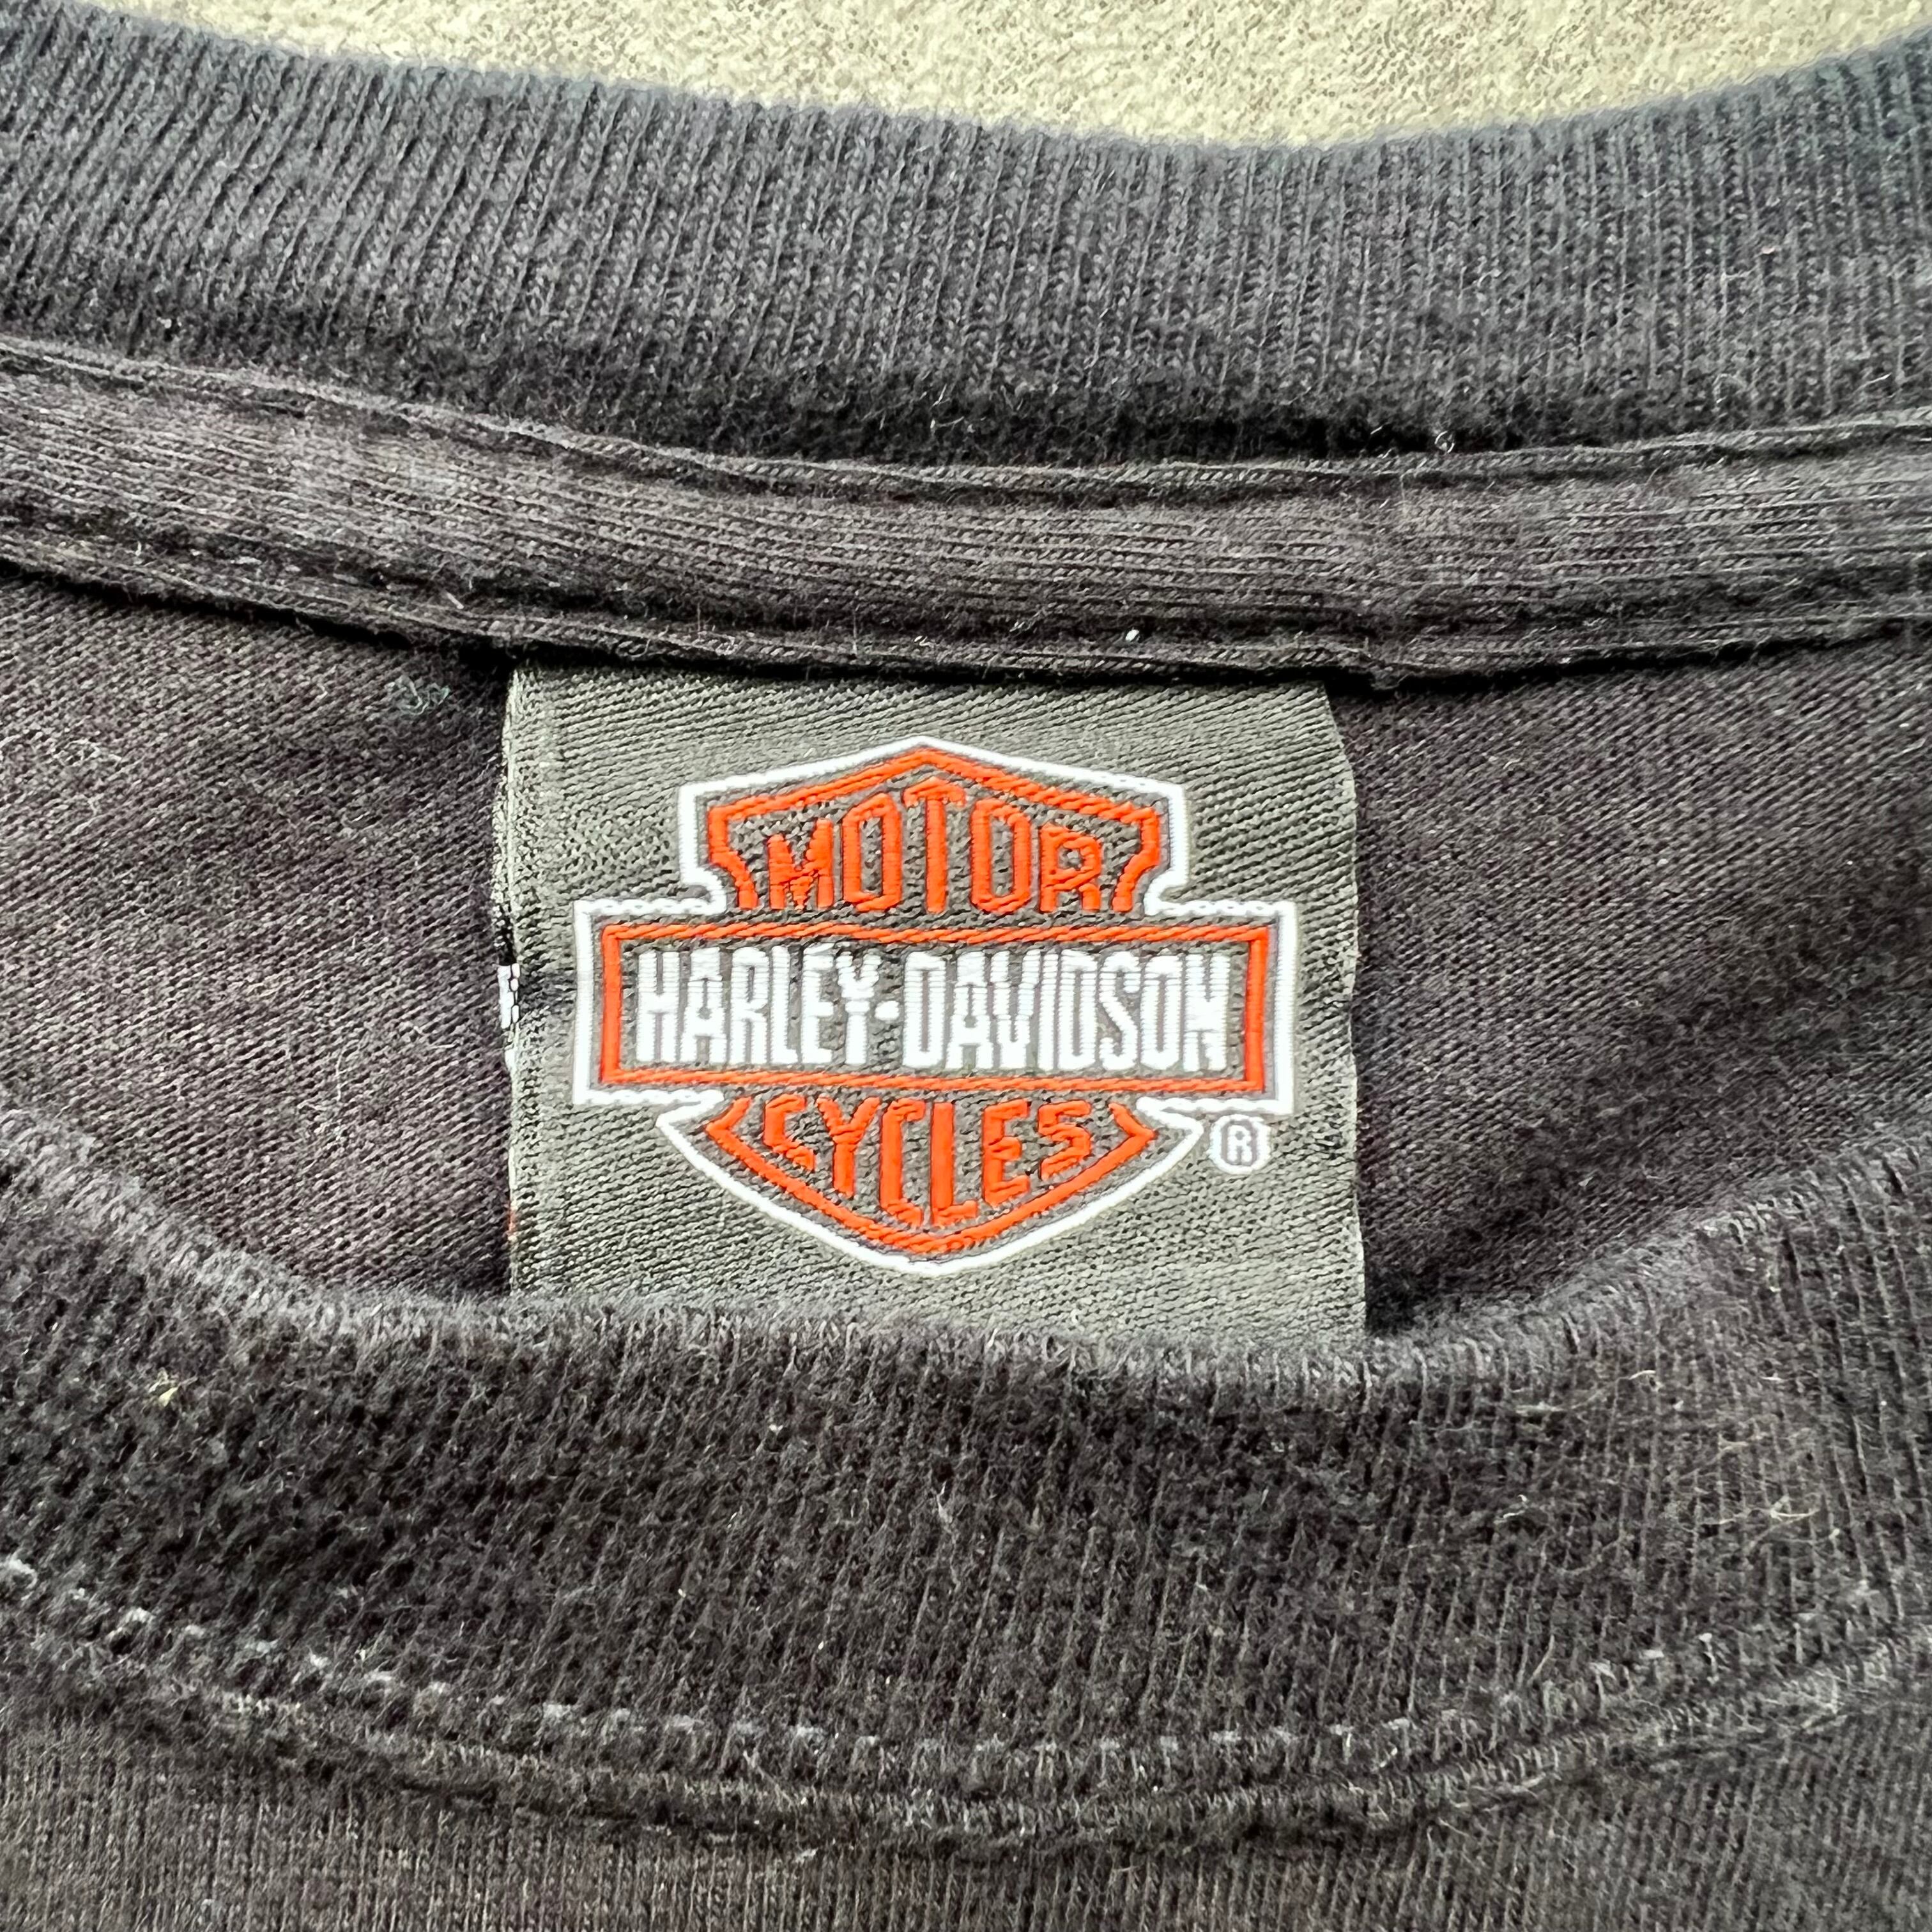 MOTOR
HARLEY-DAVIDSON
CYCLES
®